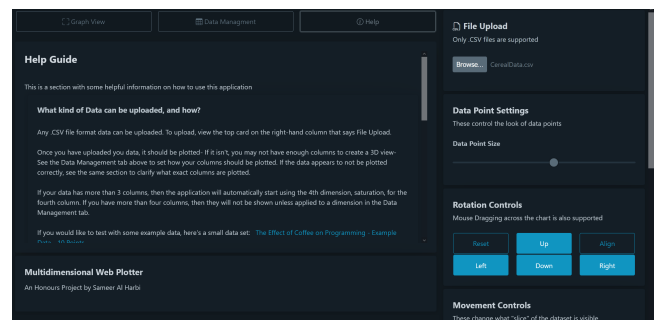 Graph View
Data Managment
Help
Help Guide
This is a section with some helpful information on how to use this application
What kind of Data can be uploaded, and how?
Any .CSV file format data can be uploaded. To upload, view the top card on the right-hand column that says File Upload.
Once you have uploaded you data, it should be plotted- If it isn't, you may not have enough columns to create a 3D view-
See the Data Management tab above to set how your columns should be plotted. If the data appears to not be plotted
correctly, see the same section to clarify what exact columns are plotted.
If your data has more than 3 columns, then the application will automatically start using the 4th dimension, saturation, for the
fourth column. If you have more than four columns, then they will not be shown unless applied to a dimension in the Data
Management tab.
If you would like to test with some example data, here's a small data set: The Effect of Coffee on Programming - Example
Data - 10 Points
Multidimensional Web Plotter
An Honours Project by Sameer Al Harbi
File Upload
Only .CSV files are supported
Browse... CerealData.csv
Data Point Settings
These control the look of data points
Data Point Size
Rotation Controls
Mouse Dragging across the chart is also supported
Reset
Up
Align
Left
Down
Right
Movement Controls
These change what "slice" of the dataset is visible